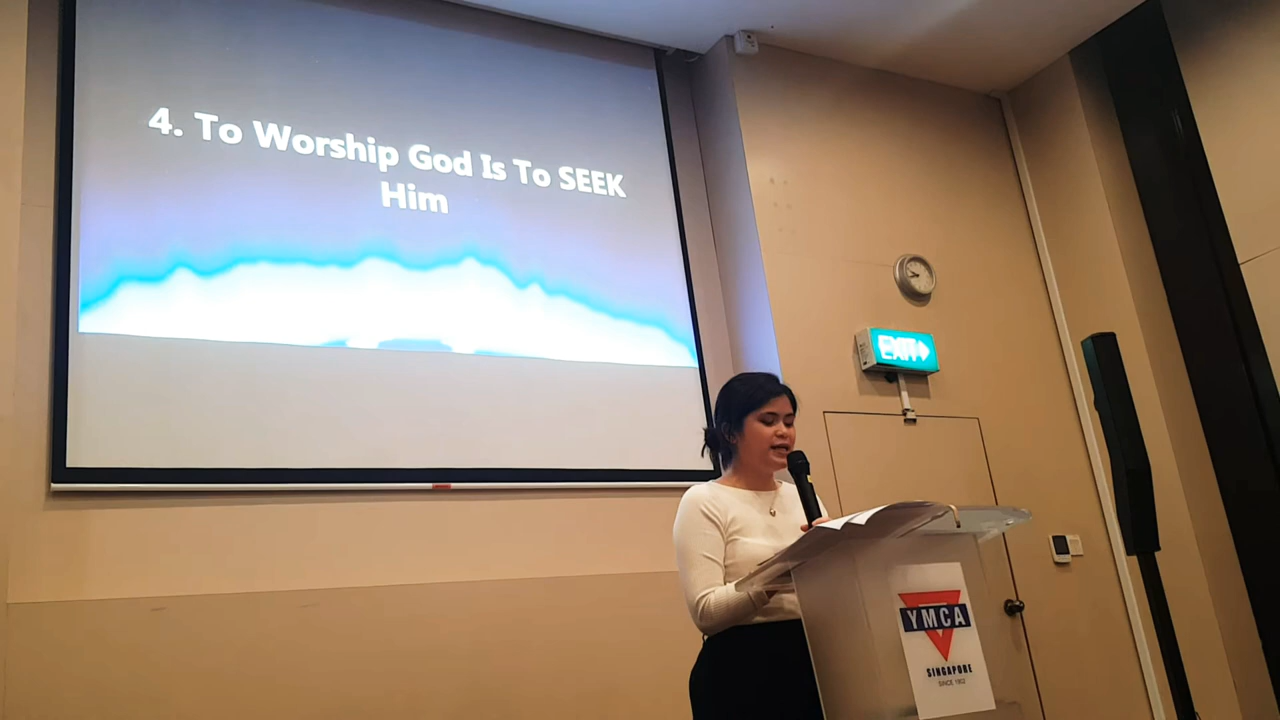 4. To Worship God Is To SEEK
Him
EXIT
YMCA
SINGAPORE
SINCE 1902